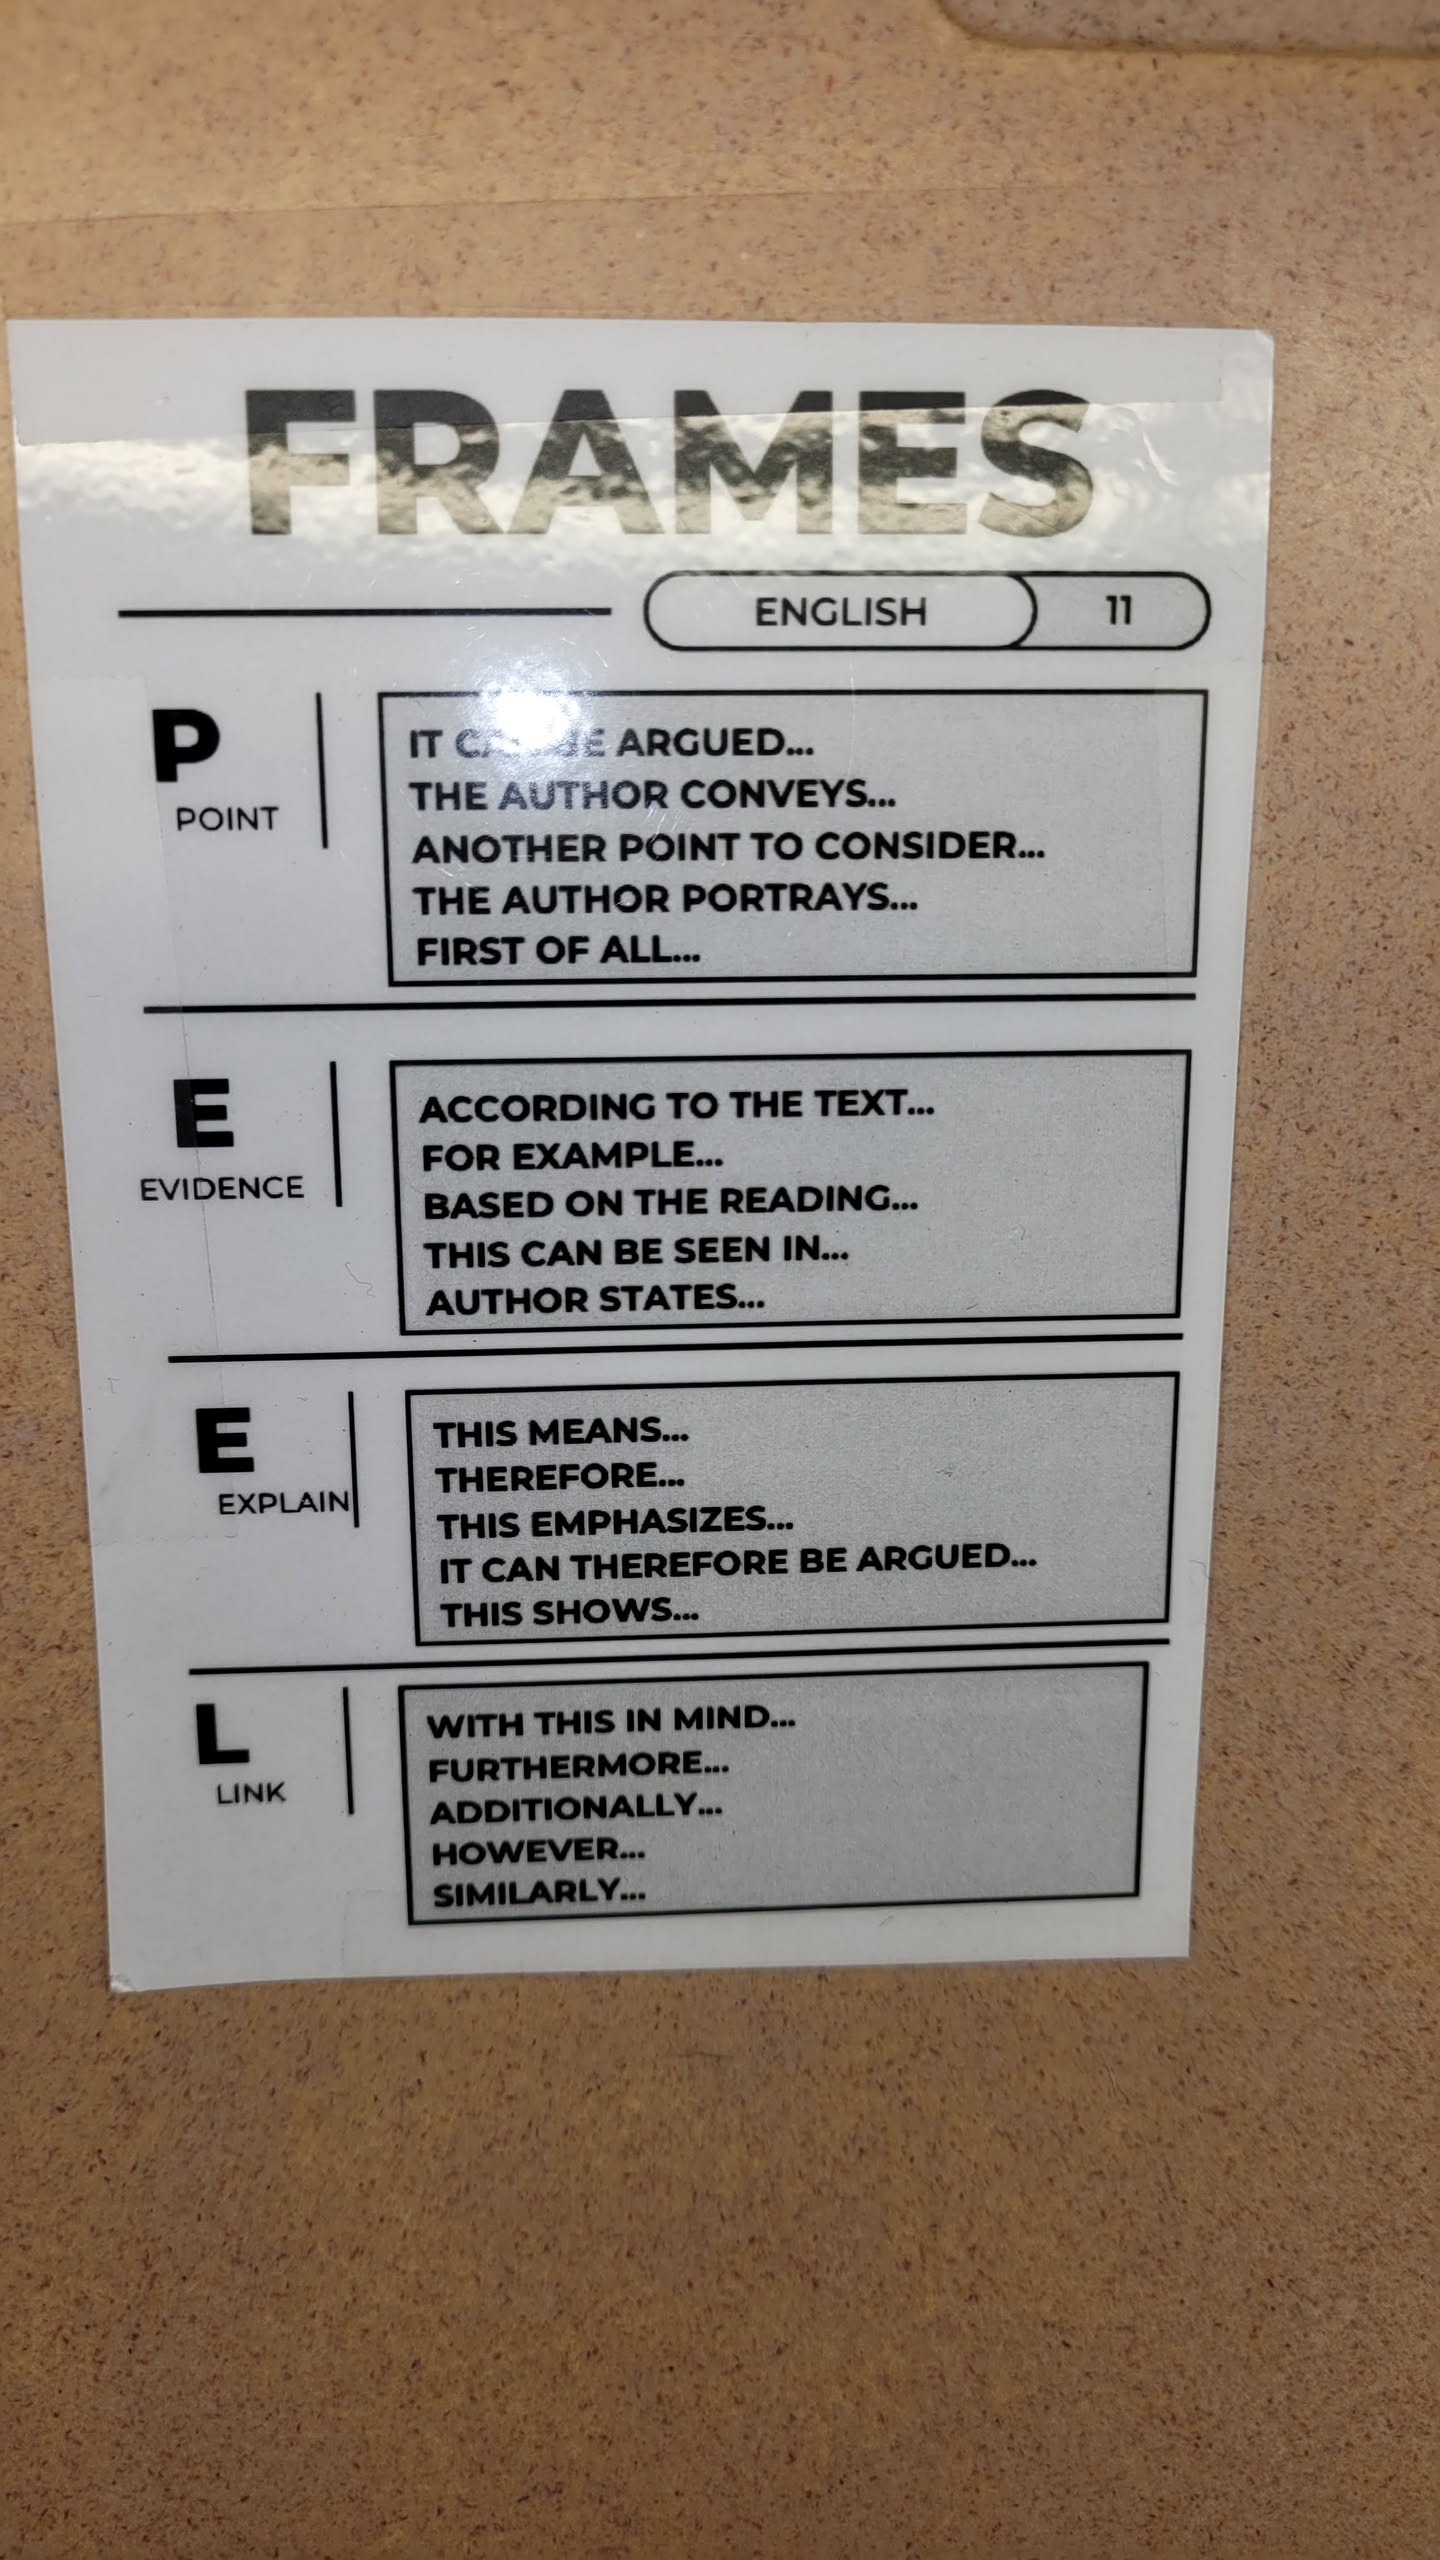 FRAMES
ENGLISH 11
P
POINT
IT CAN BE ARGUED...
THE AUTHOR CONVEYS...
ANOTHER POINT TO CONSIDER...
THE AUTHOR PORTRAYS...
FIRST OF ALL...
E
EVIDENCE
ACCORDING TO THE TEXT...
FOR EXAMPLE...
BASED ON THE READING...
THIS CAN BE SEEN IN...
AUTHOR STATES...
E
EXPLAIN
THIS MEANS...
THEREFORE...
THIS EMPHASIZES...
IT CAN THEREFORE BE ARGUED...
THIS SHOWS...
L
LINK
WITH THIS IN MIND...
FURTHERMORE...
ADDITIONALLY...
HOWEVER...
SIMILARLY...